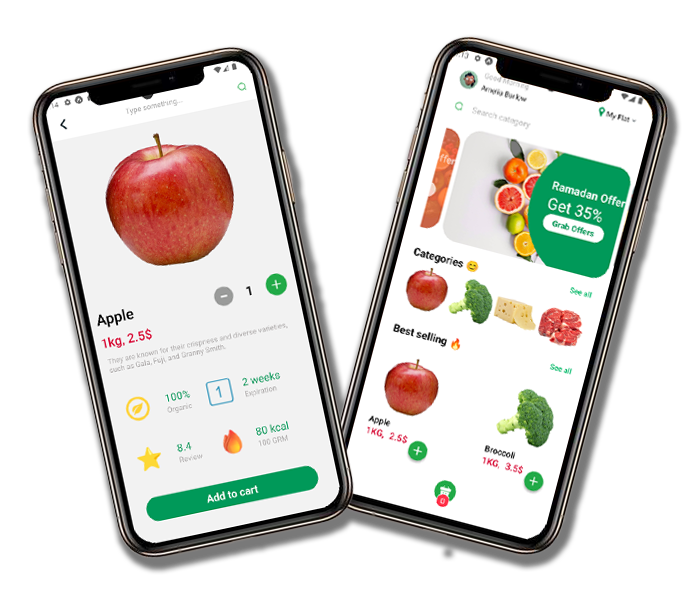 Type something...
Apple
1
1kg, 2.5$
They are known for their crispness and diverse varieties,
such as Gala, Fuji, and Granny Smith.
100%
Organic
1
2 weeks
Expiration
8.4
Review
80 kcal
100 GRM
Add to cart
Good Morning
Amelia Barlow
My Flat
Search category
Ramadan Offer
Get 35%
Grab Offers
Categories 😊
See all
Best selling 🔥
See all
Apple
1KG, 2.5$
Broccoli
1KG, 3.5$
0